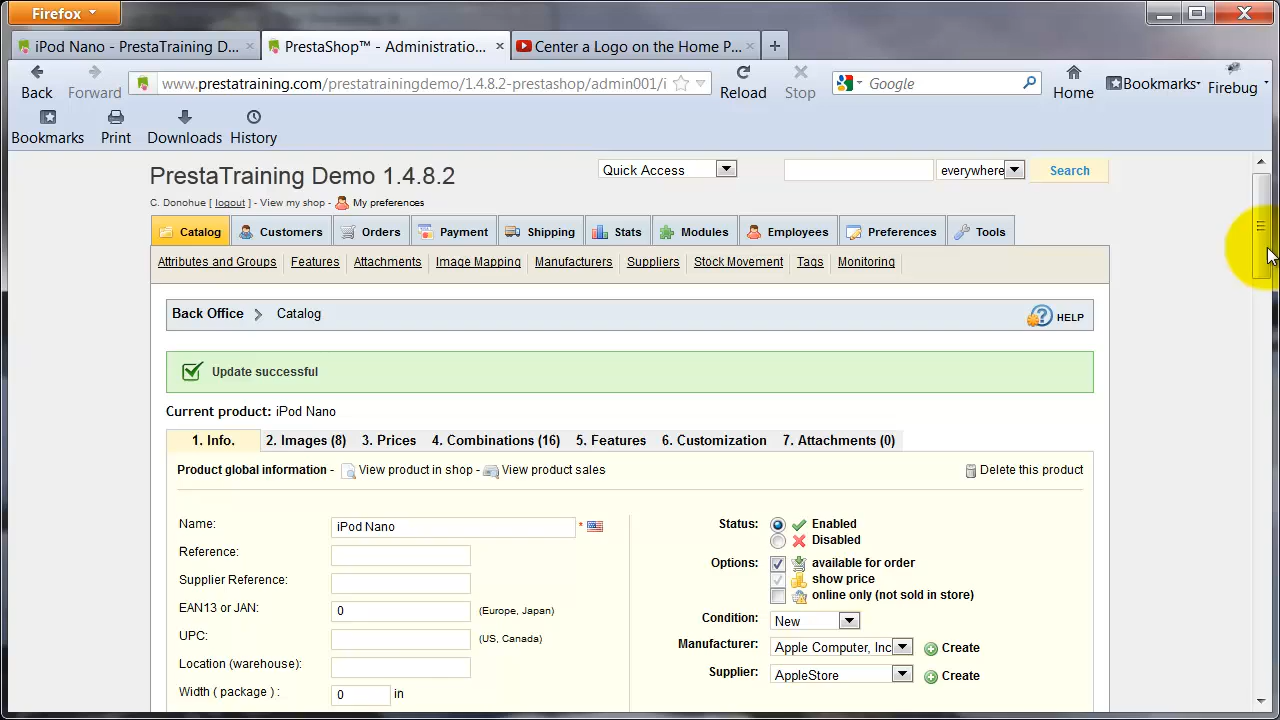 Firefox
iPod Nano - PrestaTraining D...
PrestaShop™ - Administratio...
Center a Logo on the Home P...
Back
Forward
www.prestatraining.com/prestatrainingdemo/1.4.8.2-prestashop/admin001/i
Reload
Stop
Google
Home
Bookmarks
Firebug
Bookmarks
Print
Downloads
History
PrestaTraining Demo 1.4.8.2
Quick Access
everywhere
Search
C. Donohue [ logout ] - View my shop - My preferences
Catalog
Customers
Orders
Payment
Shipping
Stats
Modules
Employees
Preferences
Tools
Attributes and Groups
Features
Attachments
Image Mapping
Manufacturers
Suppliers
Stock Movement
Tags
Monitoring
Back Office > Catalog
HELP
Update successful
Current product: iPod Nano
1. Info.
2. Images (8)
3. Prices
4. Combinations (16)
5. Features
6. Customization
7. Attachments (0)
Product global information - View product in shop - View product sales
Delete this product
Name: iPod Nano *
Reference:
Supplier Reference:
EAN13 or JAN: 0 (Europe, Japan)
UPC: (US, Canada)
Location (warehouse):
Width ( package ) : 0 in
Status: Enabled
Disabled
Options: available for order
show price
online only (not sold in store)
Condition: New
Manufacturer: Apple Computer, Inc Create
Supplier: AppleStore Create